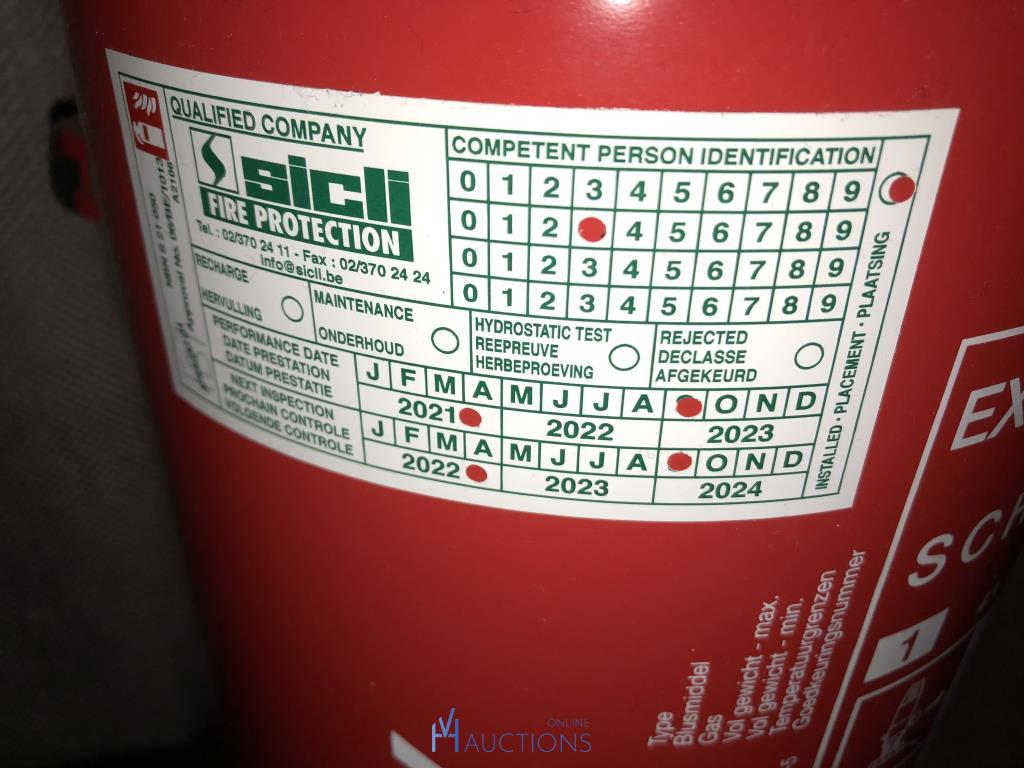 QUALIFIED COMPANY
sicli
FIRE PROTECTION
Tel. : 02/370 24 11 - Fax : 02/370 24 24
info@sicli.be
COMPETENT PERSON IDENTIFICATION
0 1 2 3 4 5 6 7 8 9
0 1 2 4 5 6 7 8 9
0 1 2 3 4 5 6 7 8 9
0 1 2 3 4 5 6 7 8 9
RECHARGE
HERVULLING
MAINTENANCE
ONDERHOUD
HYDROSTATIC TEST
REEPREUVE
HERBEPROEVING
REJECTED
DECLASSE
AFGEKEURD
PERFORMANCE DATE
DATE PRESTATION
DATUM PRESTATIE
J F M A M J J A O N D
2021 2022 2023
NEXT INSPECTION
PROCHAIN CONTROLE
VOLGENDE CONTROLE
J F M A M J J A O N D
2022 2023 2024
INSTALLED · PLACEMENT · PLAATSING
Approval No.
A2106
EX
SC
1
Type
Blusmiddel
Gas
Vol gewicht - max.
Vol gewicht - min.
Temperatuurgrenzen
Goedkeuringsnummer
VH ONLINE
AUCTIONS